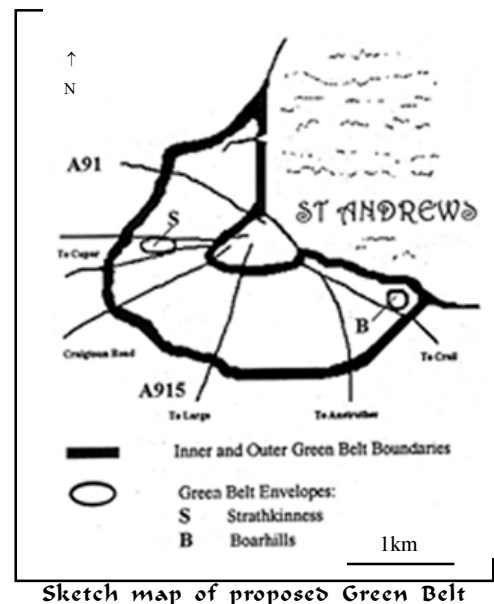 ↑
N
A91
ST ANDREWS
S
To Cupar
B
Craigtoun Road
To Crail
A915
To Largo
To Anstruther
Inner and Outer Green Belt Boundaries
Green Belt Envelopes:
S Strathkinness
B Boarhills
1km
Sketch map of proposed Green Belt